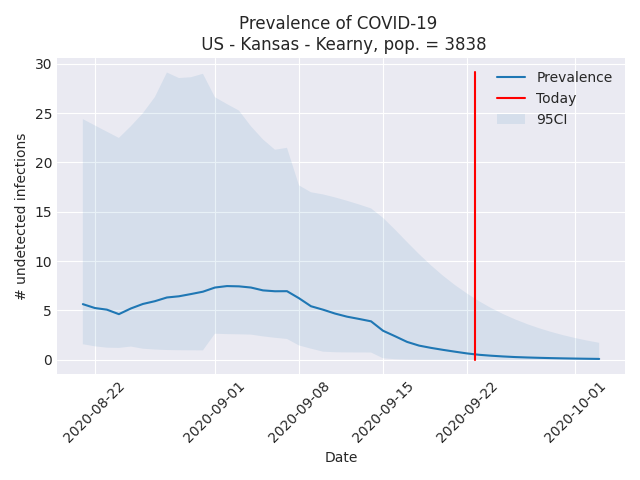 Prevalence of COVID-19
US - Kansas - Kearny, pop. = 3838
30
25
20
15
10
5
0
# undetected infections
Prevalence
Today
95CI
2020-08-22
2020-09-01
2020-09-08
2020-09-15
2020-09-22
2020-10-01
Date